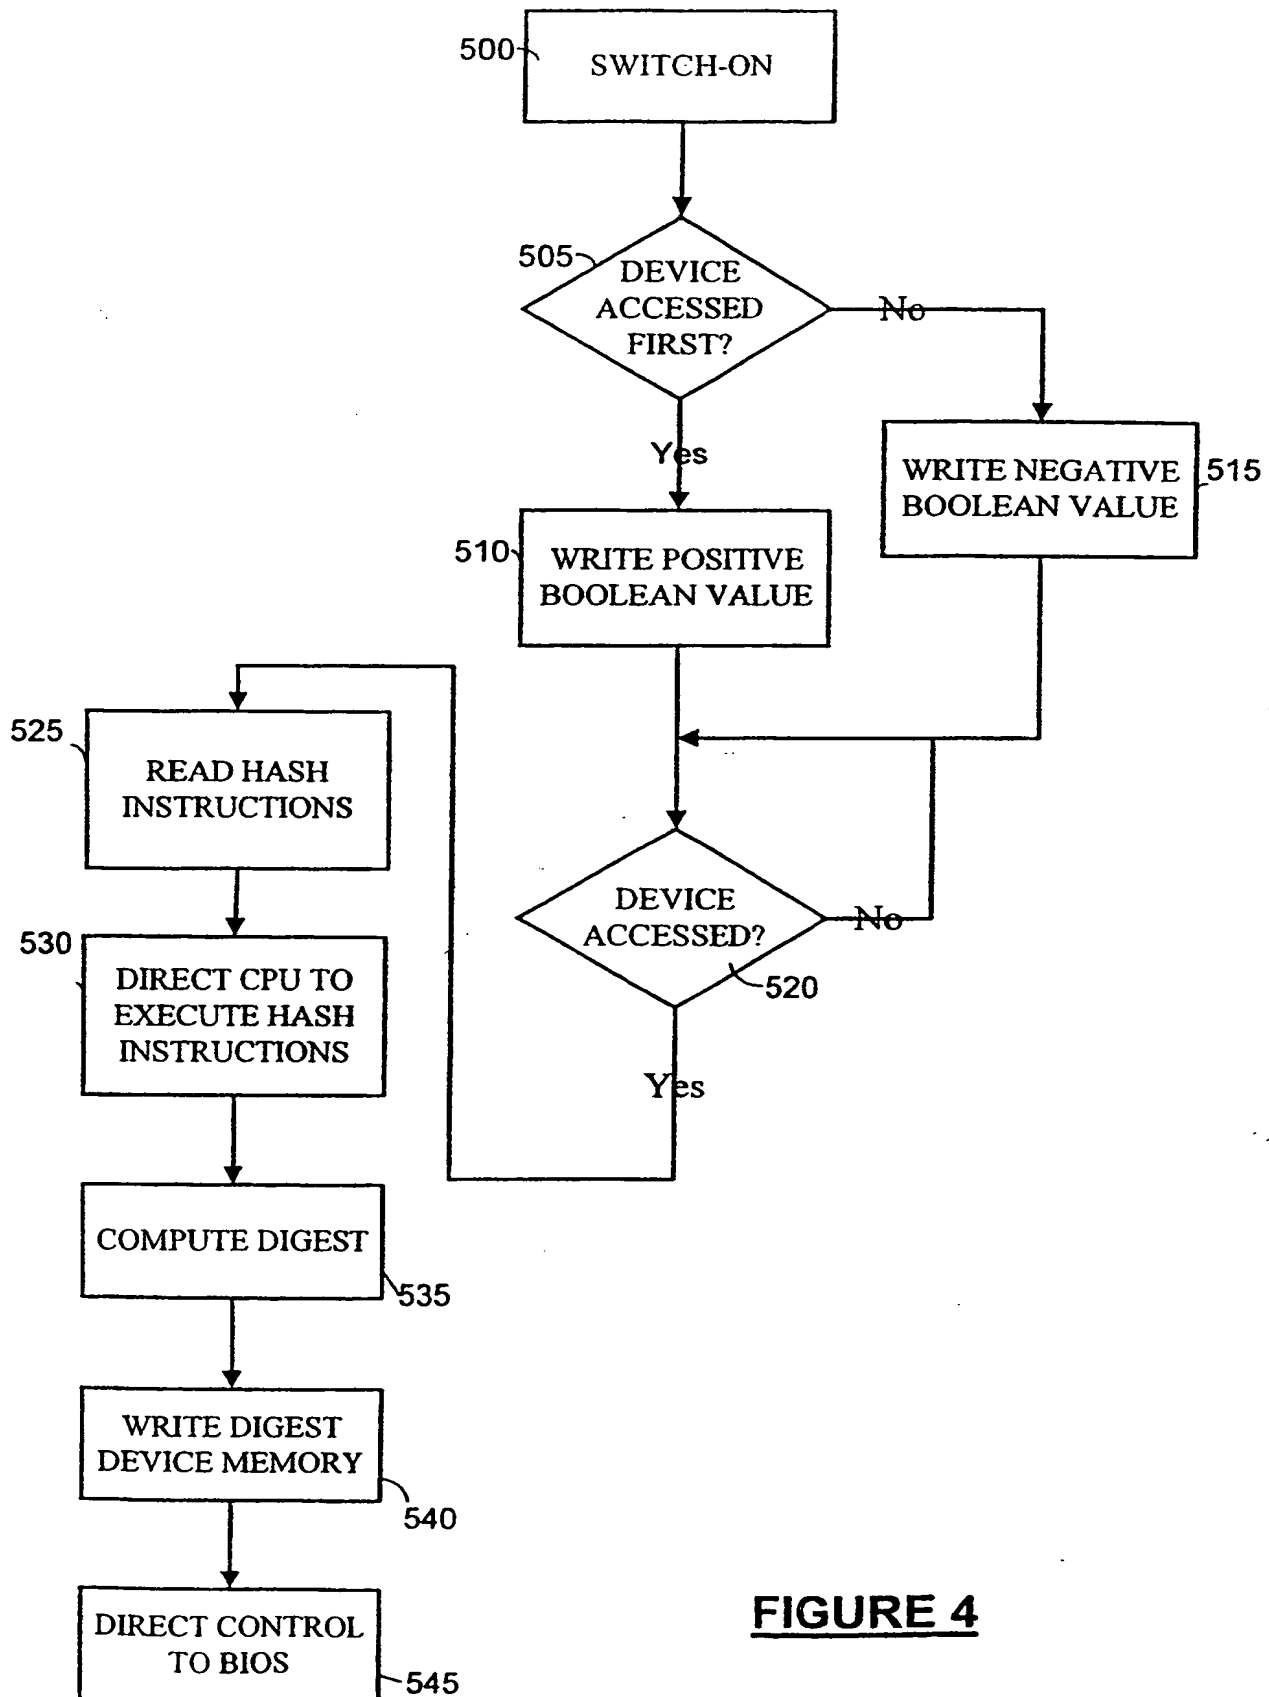 500
SWITCH-ON
505
DEVICE
ACCESSED
FIRST?
No
Yes
WRITE NEGATIVE
BOOLEAN VALUE
515
510
WRITE POSITIVE
BOOLEAN VALUE
525
READ HASH
INSTRUCTIONS
DEVICE
ACCESSED?
No
520
530
DIRECT CPU TO
EXECUTE HASH
INSTRUCTIONS
Yes
COMPUTE DIGEST
535
WRITE DIGEST
DEVICE MEMORY
540
DIRECT CONTROL
TO BIOS
545
FIGURE 4